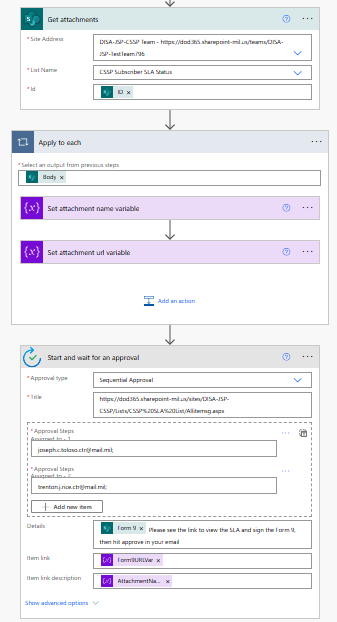 Get attachments
* Site Address
DISA-JSP-CSSP Team - https://dod365.sharepoint-mil.us/teams/DISA-
JSP-TestTeam796
* List Name
CSSP Subscriber SLA Status
* Id
ID ×
Apply to each
* Select an output from previous steps
Body ×
{x} Set attachment name variable
{x} Set attachment url variable
Add an action
Start and wait for an approval
* Approval type
Sequential Approval
* Title
https://dod365.sharepoint-mil.us/sites/DISA-JSP-
CSSP/Lists/CSSP%20SLA%20List/AllItemsg.aspx
* Approval Steps
Assigned to - 1
joseph.c.toloso.ctr@mail.mil;
* Approval Steps
Assigned to - 2
trenton.j.rice.ctr@mail.mil;
+ Add new item
Details
Form 9 × Please see the link to view the SLA and sign the Form 9,
then hit approve in your email
Item link
{x} Form9URLVar ×
Item link description
{x} AttachmentNa... ×
Show advanced options